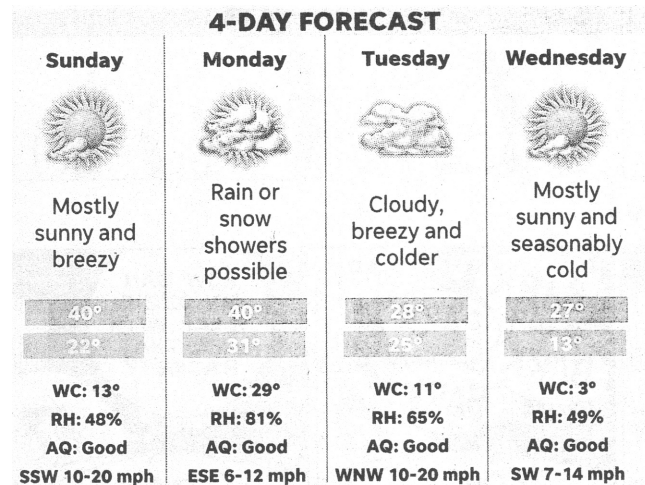 4-DAY FORECAST
Sunday
Mostly
sunny and
breezy
40°
22°
WC: 13°
RH: 48%
AQ: Good
SSW 10-20 mph
Monday
Rain or
snow
showers
possible
40°
31°
WC: 29°
RH: 81%
AQ: Good
ESE 6-12 mph
Tuesday
Cloudy,
breezy and
colder
28°
25°
WC: 11°
RH: 65%
AQ: Good
WNW 10-20 mph
Wednesday
Mostly
sunny and
seasonably
cold
27°
13°
WC: 3°
RH: 49%
AQ: Good
SW 7-14 mph